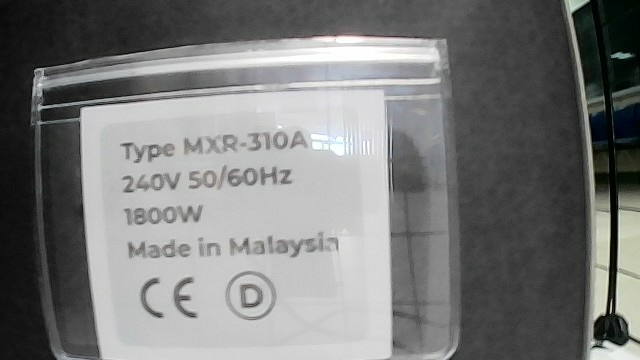 Type MXR-310A
240V 50/60Hz
1800W
Made in Malaysia
CE D